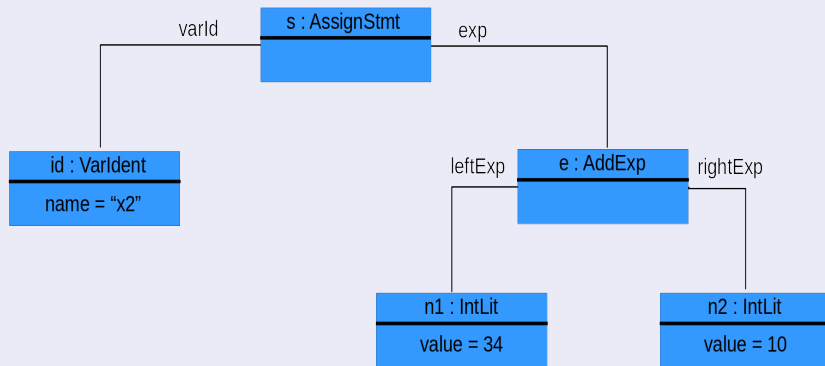 s : AssignStmt
varId
exp
id : VarIdent
name = “x2”
e : AddExp
leftExp
rightExp
n1 : IntLit
value = 34
n2 : IntLit
value = 10